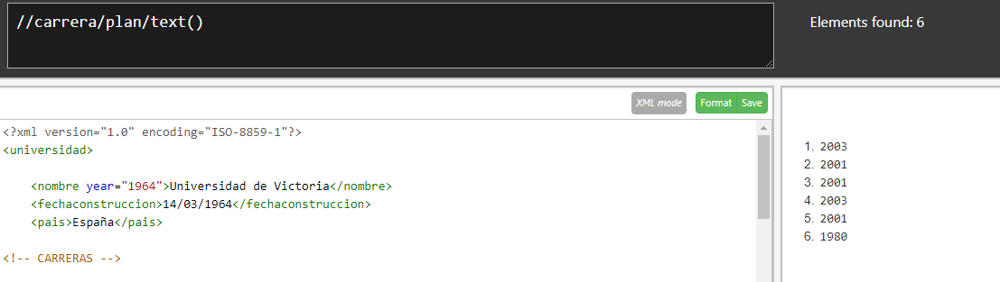 //carrera/plan/text()
Elements found: 6
XML mode
Format
Save
<?xml version="1.0" encoding="ISO-8859-1"?>
<universidad>
<nombre year="1964">Universidad de Victoria</nombre>
<fechaconstruccion>14/03/1964</fechaconstruccion>
<pais>España</pais>
<!-- CARRERAS -->
1. 2003
2. 2001
3. 2001
4. 2003
5. 2001
6. 1980